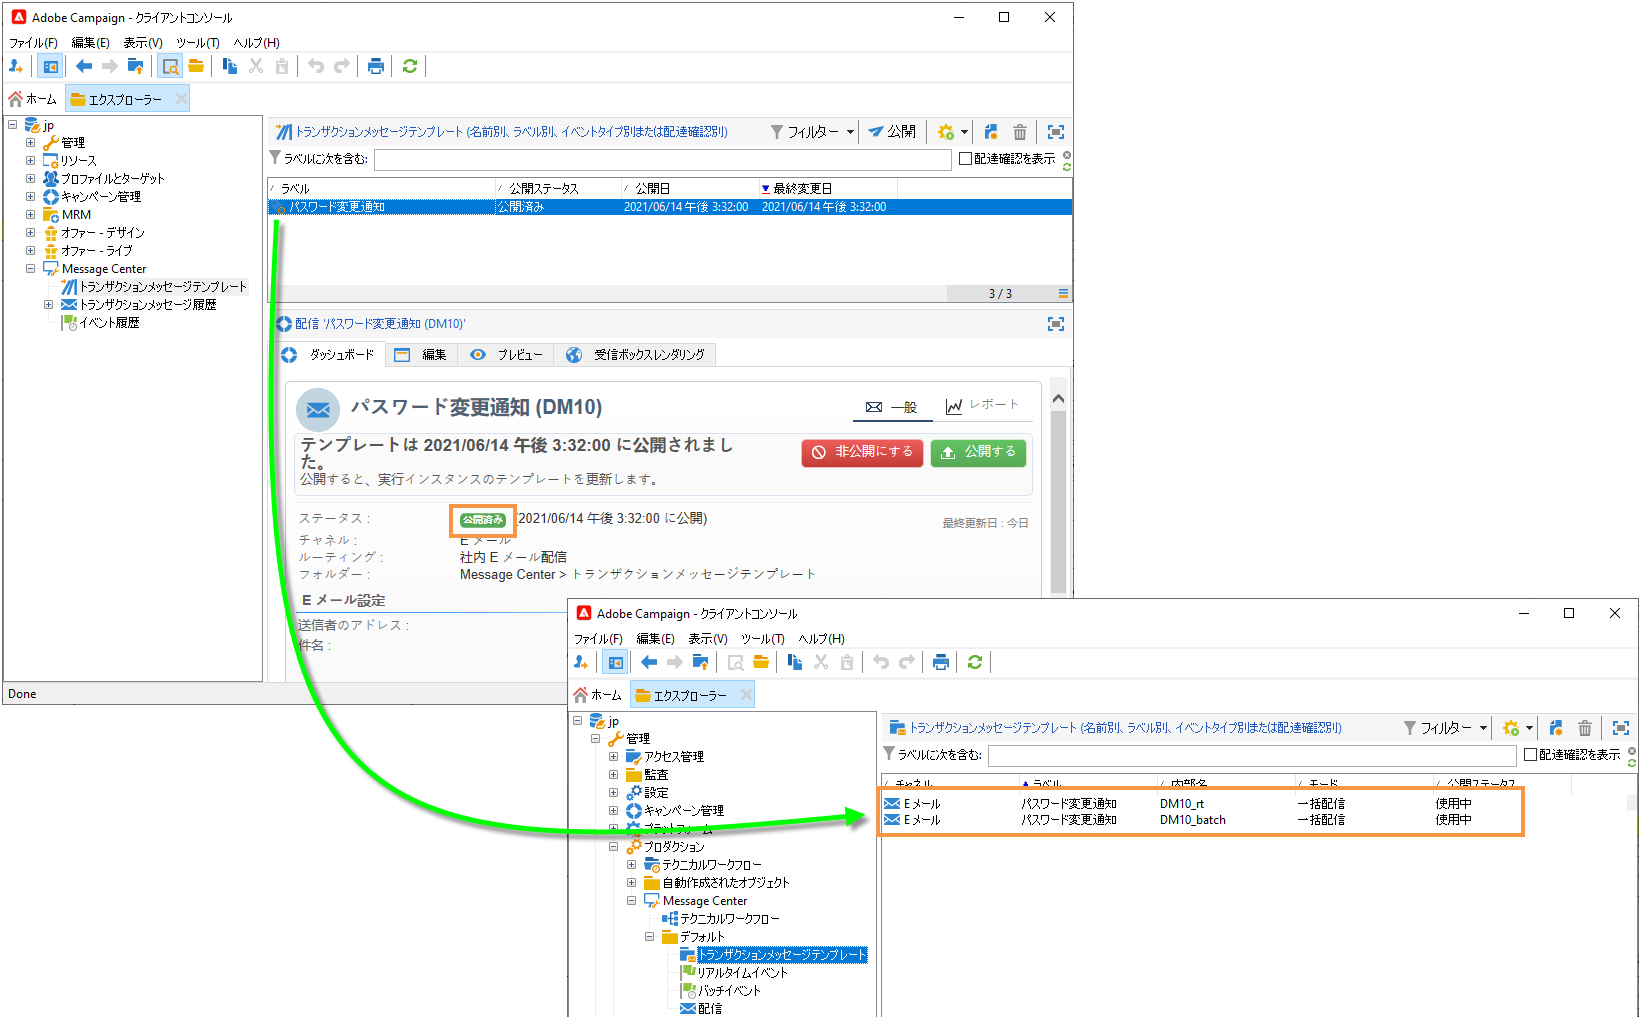 Adobe Campaign - クライアントコンソール
ファイル(F) 編集(E) 表示(V) ツール(T) ヘルプ(H)
ホーム エクスプローラー
jp
管理
リソース
プロファイルとターゲット
キャンペーン管理
MRM
オファー - デザイン
オファー - ライブ
Message Center
トランザクションメッセージテンプレート
トランザクションメッセージ履歴
イベント履歴
Done
トランザクションメッセージテンプレート (名前別、ラベル別、イベントタイプ別または配達確認別) フィルター 公開
ラベルに次を含む: 配達確認を表示
ラベル 公開ステータス 公開日 最終変更日
パスワード変更通知 公開済み 2021/06/14 午後 3:32:00 2021/06/14 午後 3:32:00
3 / 3
配信 'パスワード変更通知 (DM10)'
ダッシュボード 編集 プレビュー 受信ボックスレンダリング
パスワード変更通知 (DM10) 一般 レポート
テンプレートは 2021/06/14 午後 3:32:00 に公開されまし
た。
非公開にする 公開する
公開すると、実行インスタンスのテンプレートを更新します。
ステータス : 公開済み (2021/06/14 午後 3:32:00 に公開) 最終更新日 : 今日
チャネル : E メール
ルーティング : 社内 E メール配信
フォルダー : Message Center > トランザクションメッセージテンプレート
E メール設定
送信者のアドレス :
件名 :
Adobe Campaign - クライアントコンソール
ファイル(F) 編集(E) 表示(V) ツール(T) ヘルプ(H)
ホーム エクスプローラー
jp
管理
アクセス管理
監査
設定
キャンペーン管理
プラットフォーム
プロダクション
テクニカルワークフロー
自動作成されたオブジェクト
Message Center
テクニカルワークフロー
デフォルト
トランザクションメッセージテンプレート
リアルタイムイベント
バッチイベント
配信
トランザクションメッセージテンプレート (名前別、ラベル別、イベントタイプ別または配達確認別) フィルター
ラベルに次を含む: 配達確認を表示
チャネル ラベル 内部名 モード 公開ステータス
E メール パスワード変更通知 DM10_rt 一括配信 使用中
E メール パスワード変更通知 DM10_batch 一括配信 使用中